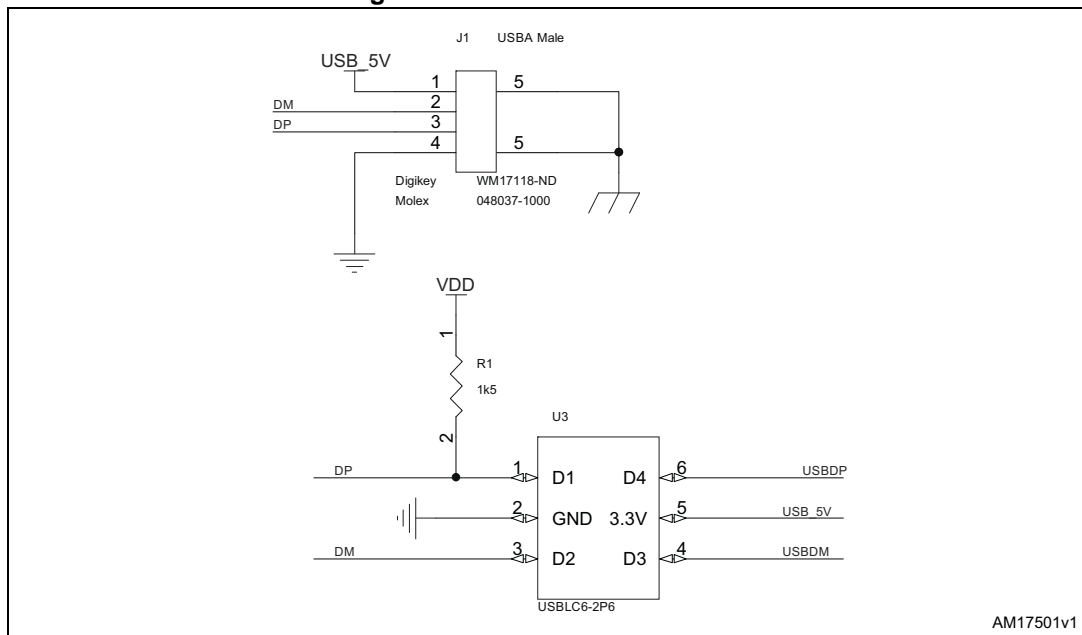 J1 USBA Male
USB_5V
1 5
DM 2
DP 3
4 5
Digikey WM17118-ND
Molex 048037-1000
VDD
1
R1
1k5
2
U3
DP 1 D1 D4 6 USBDP
2 GND 3.3V 5 USB_5V
DM 3 D2 D3 4 USBDM
USBLC6-2P6
AM17501v1